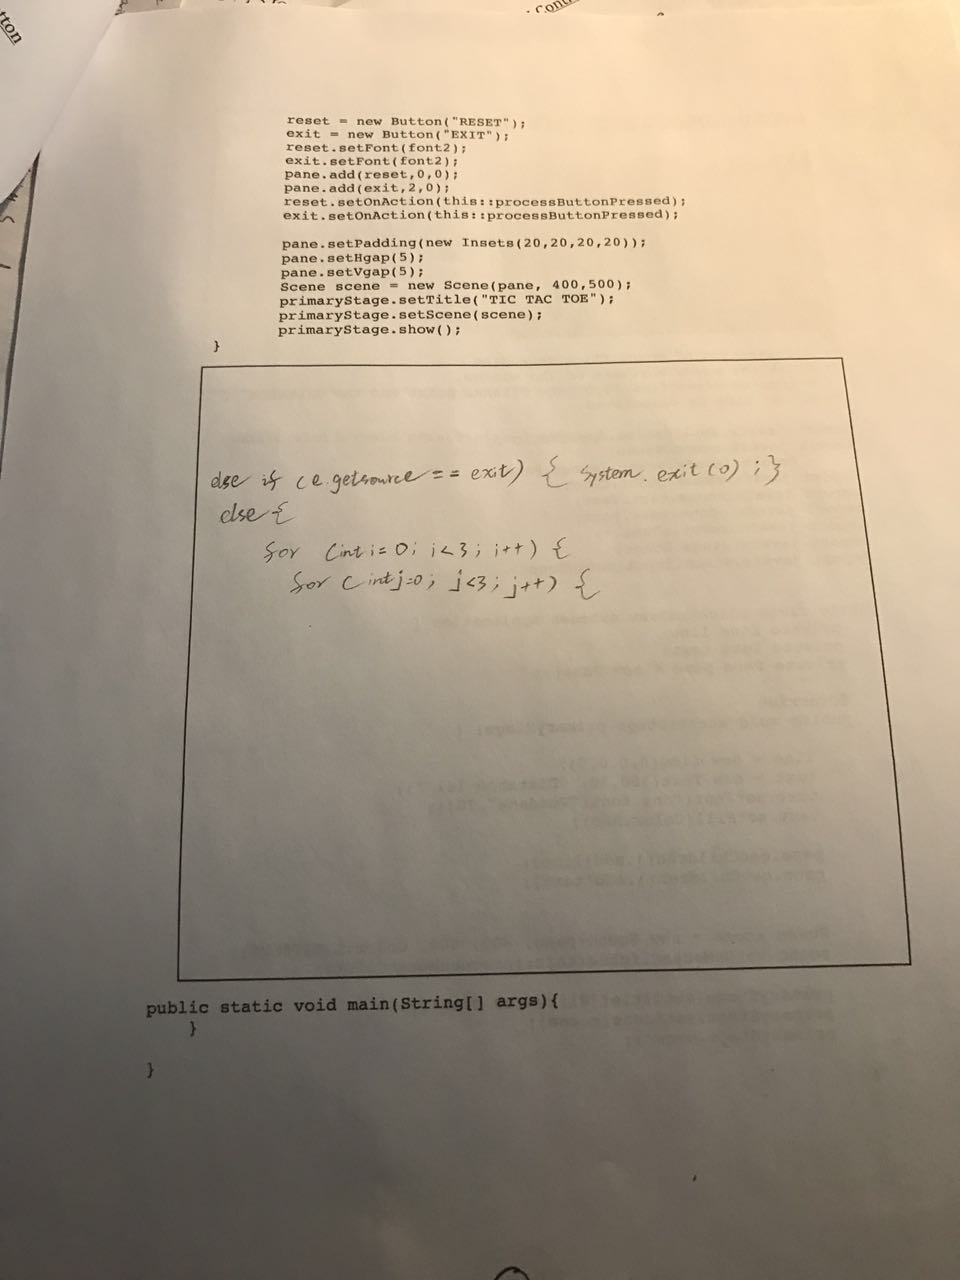 tton
reset = new Button("RESET");
exit = new Button("EXIT");
reset.setFont(font2);
exit.setFont(font2);
pane.add(reset,0,0);
pane.add(exit,2,0);
reset.setOnAction(this::processButtonPressed);
exit.setOnAction(this::processButtonPressed);
pane.setPadding(new Insets(20,20,20,20));
pane.setHgap(5);
pane.setVgap(5);
Scene scene = new Scene(pane, 400,500);
primaryStage.setTitle("TIC TAC TOE");
primaryStage.setScene(scene);
primaryStage.show();
}
else if (e.getsource == exit) { System.exit(0);}
else {
for (int i=0; i<3; i++) {
for (int j=0; j<3; j++) {
public static void main(String[] args){
}
}